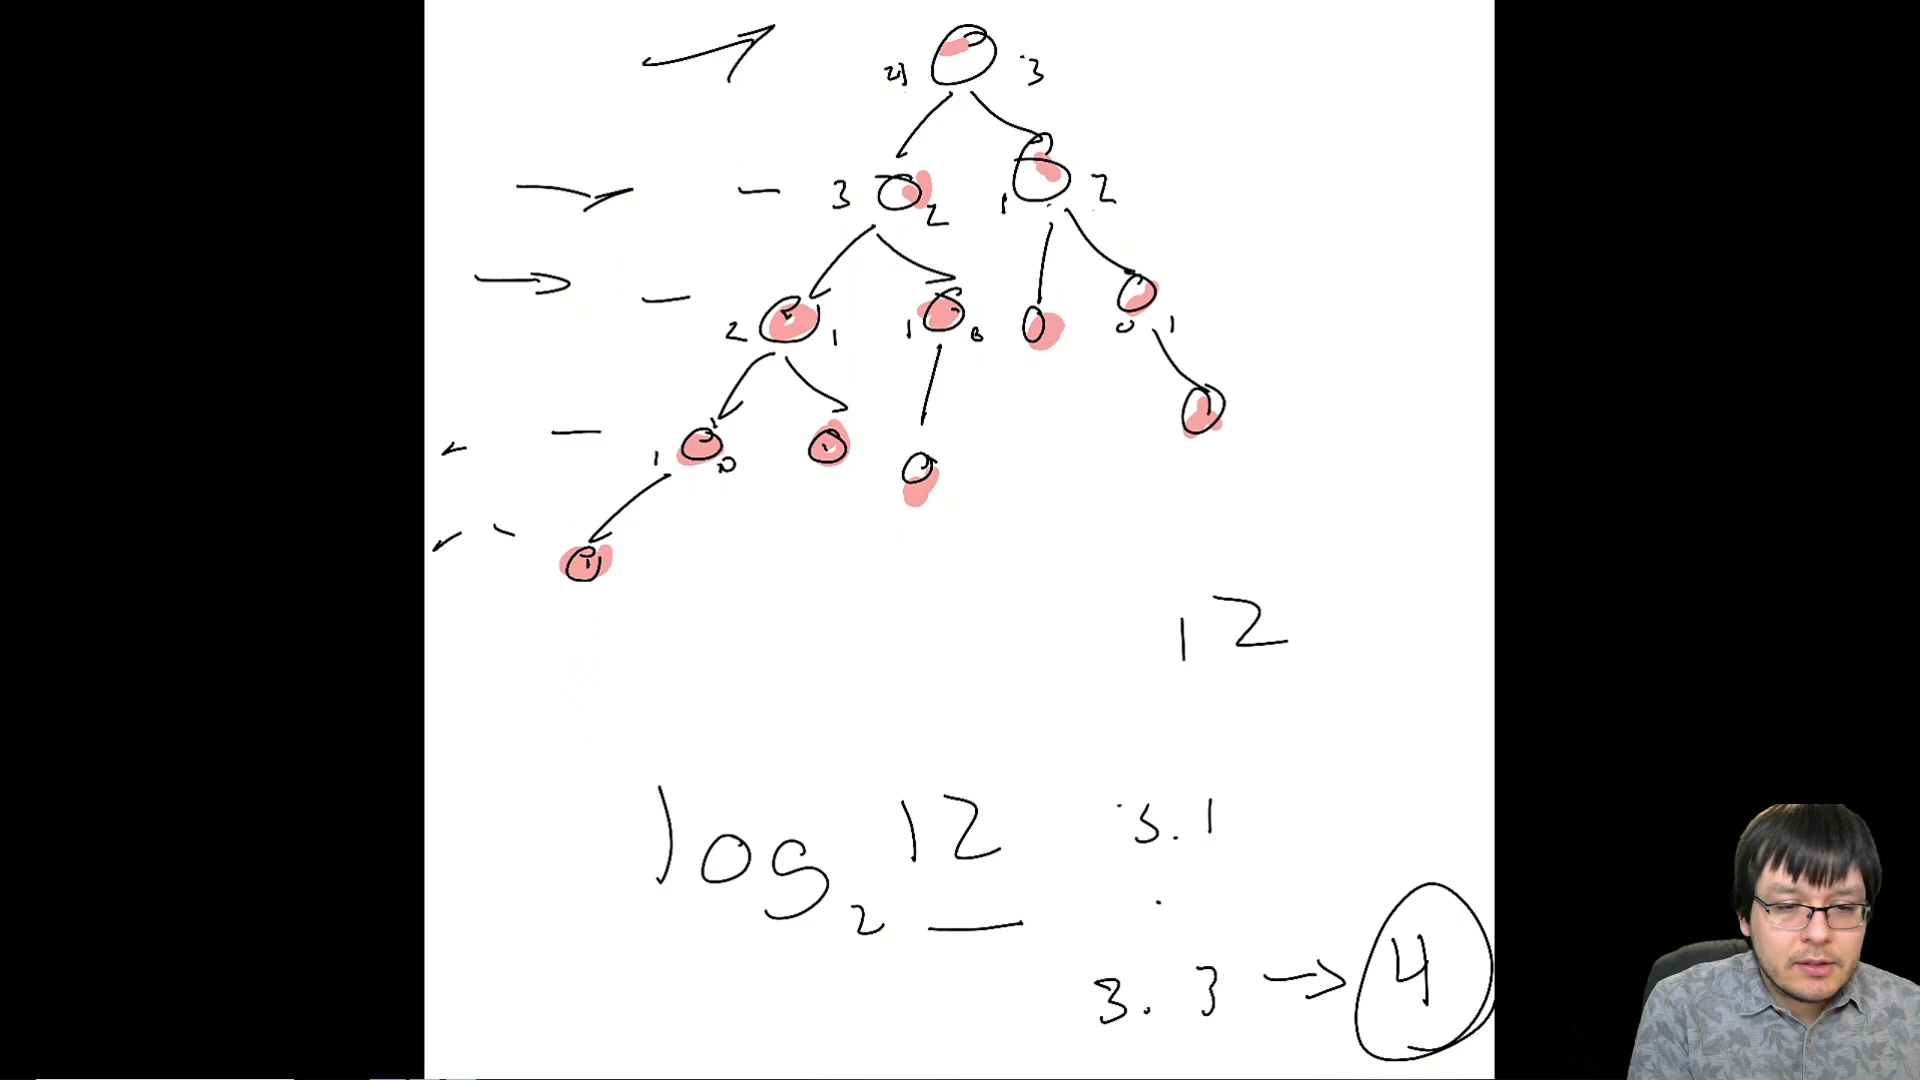 4 3
3 2 1 2
2 1 1 0 0 1
1 0
12
log₂ 12 3.1
3.3 → 4